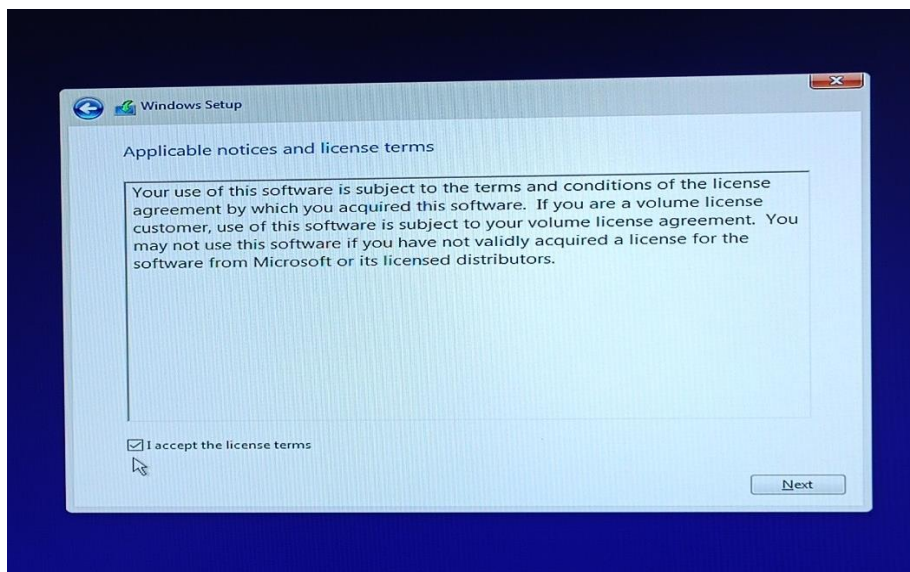 Windows Setup
Applicable notices and license terms
Your use of this software is subject to the terms and conditions of the license
agreement by which you acquired this software.  If you are a volume license
customer, use of this software is subject to your volume license agreement.  You
may not use this software if you have not validly acquired a license for the
software from Microsoft or its licensed distributors.
I accept the license terms
Next